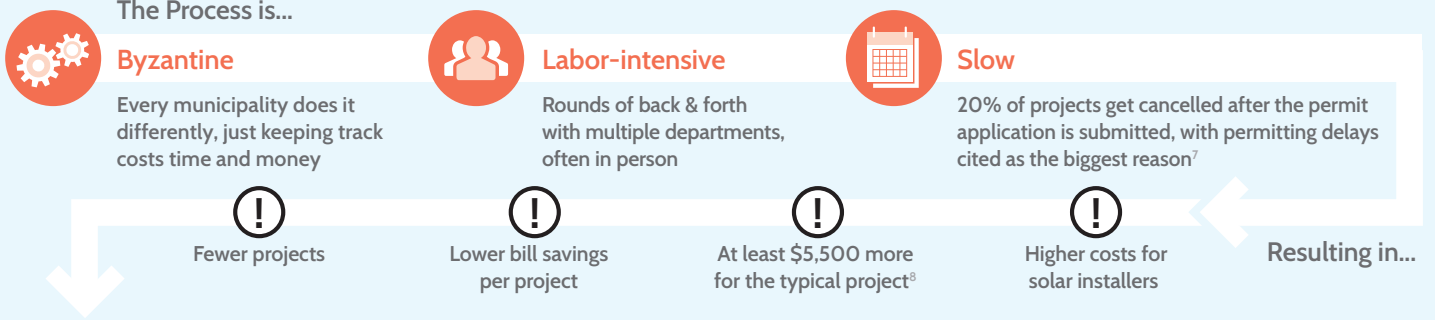 The Process is...
Byzantine
Every municipality does it
differently, just keeping track
costs time and money
Labor-intensive
Rounds of back & forth
with multiple departments,
often in person
Slow
20% of projects get cancelled after the permit
application is submitted, with permitting delays
cited as the biggest reason7
Resulting in...
!
Higher costs for
solar installers
!
At least $5,500 more
for the typical project8
!
Lower bill savings
per project
!
Fewer projects